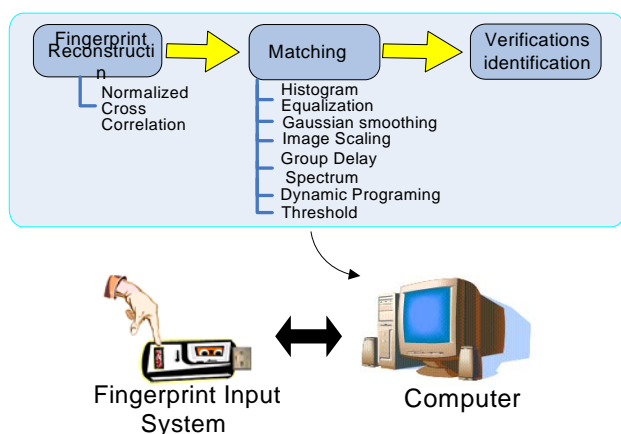 Fingerprint
Reconstructi
n
Matching
Verifications
identification
Normalized
Cross
Correlation
Histogram
Equalization
Gaussian smoothing
Image Scaling
Group Delay
Spectrum
Dynamic Programing
Threshold
Fingerprint Input
System
Computer